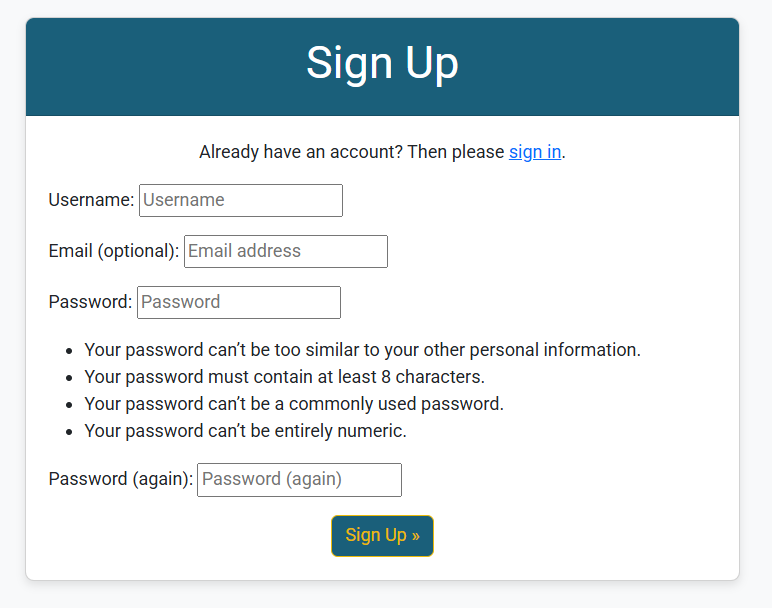 Sign Up
Already have an account? Then please sign in.
Username: Username
Email (optional): Email address
Password: Password
• Your password can’t be too similar to your other personal information.
• Your password must contain at least 8 characters.
• Your password can’t be a commonly used password.
• Your password can’t be entirely numeric.
Password (again): Password (again)
Sign Up »